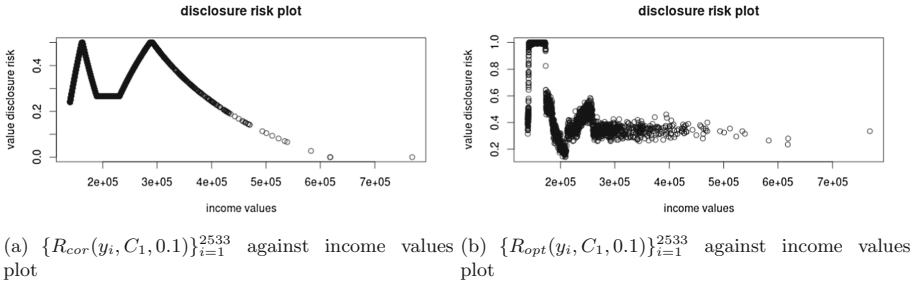 disclosure risk plot
value disclosure risk
0.4
0.2
0.0
2e+05 3e+05 4e+05 5e+05 6e+05 7e+05
income values
(a) {R_cor(y_i, C_1, 0.1)}_{i=1}^{2533} against income values
plot
disclosure risk plot
value disclosure risk
1.0
0.8
0.6
0.4
0.2
2e+05 3e+05 4e+05 5e+05 6e+05 7e+05
income values
(b) {R_opt(y_i, C_1, 0.1)}_{i=1}^{2533} against income values
plot